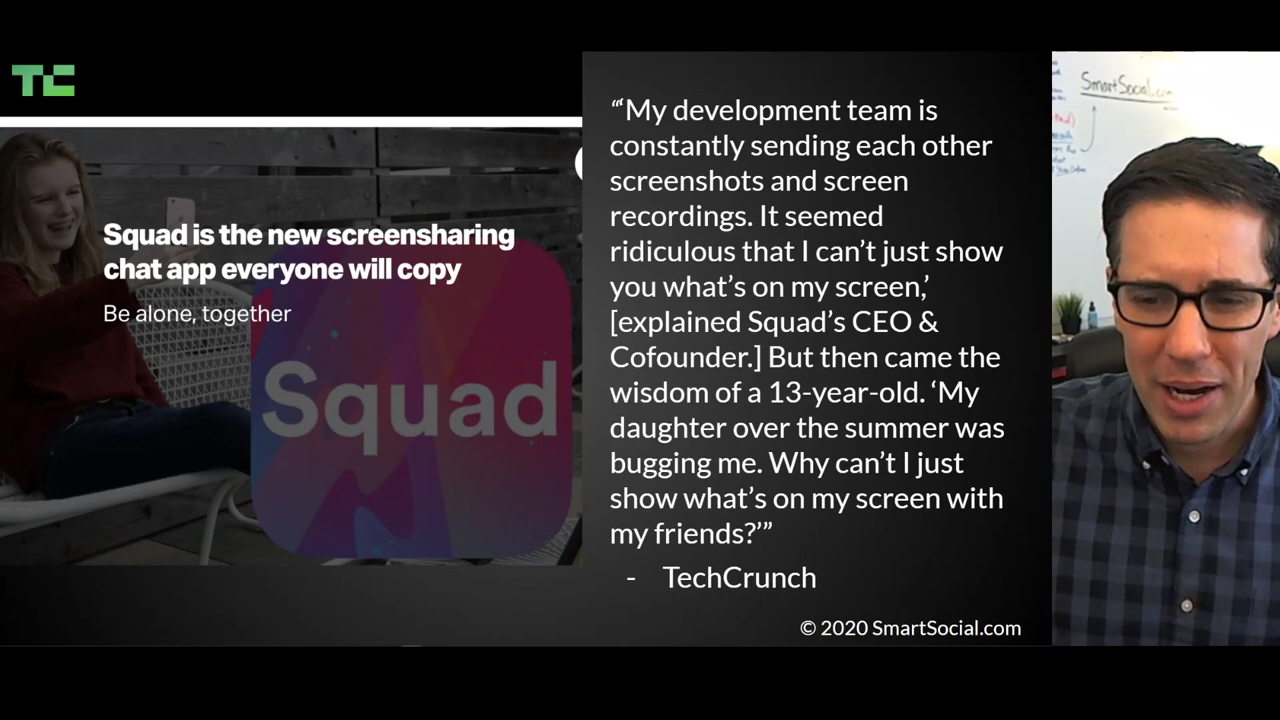 TC
Squad is the new screensharing
chat app everyone will copy
Be alone, together
Squad
“‘My development team is
constantly sending each other
screenshots and screen
recordings. It seemed
ridiculous that I can’t just show
you what’s on my screen,’
[explained Squad’s CEO &
Cofounder.] But then came the
wisdom of a 13-year-old. ‘My
daughter over the summer was
bugging me. Why can’t I just
show what’s on my screen with
my friends?’”
- TechCrunch
© 2020 SmartSocial.com
SmartSocial.com